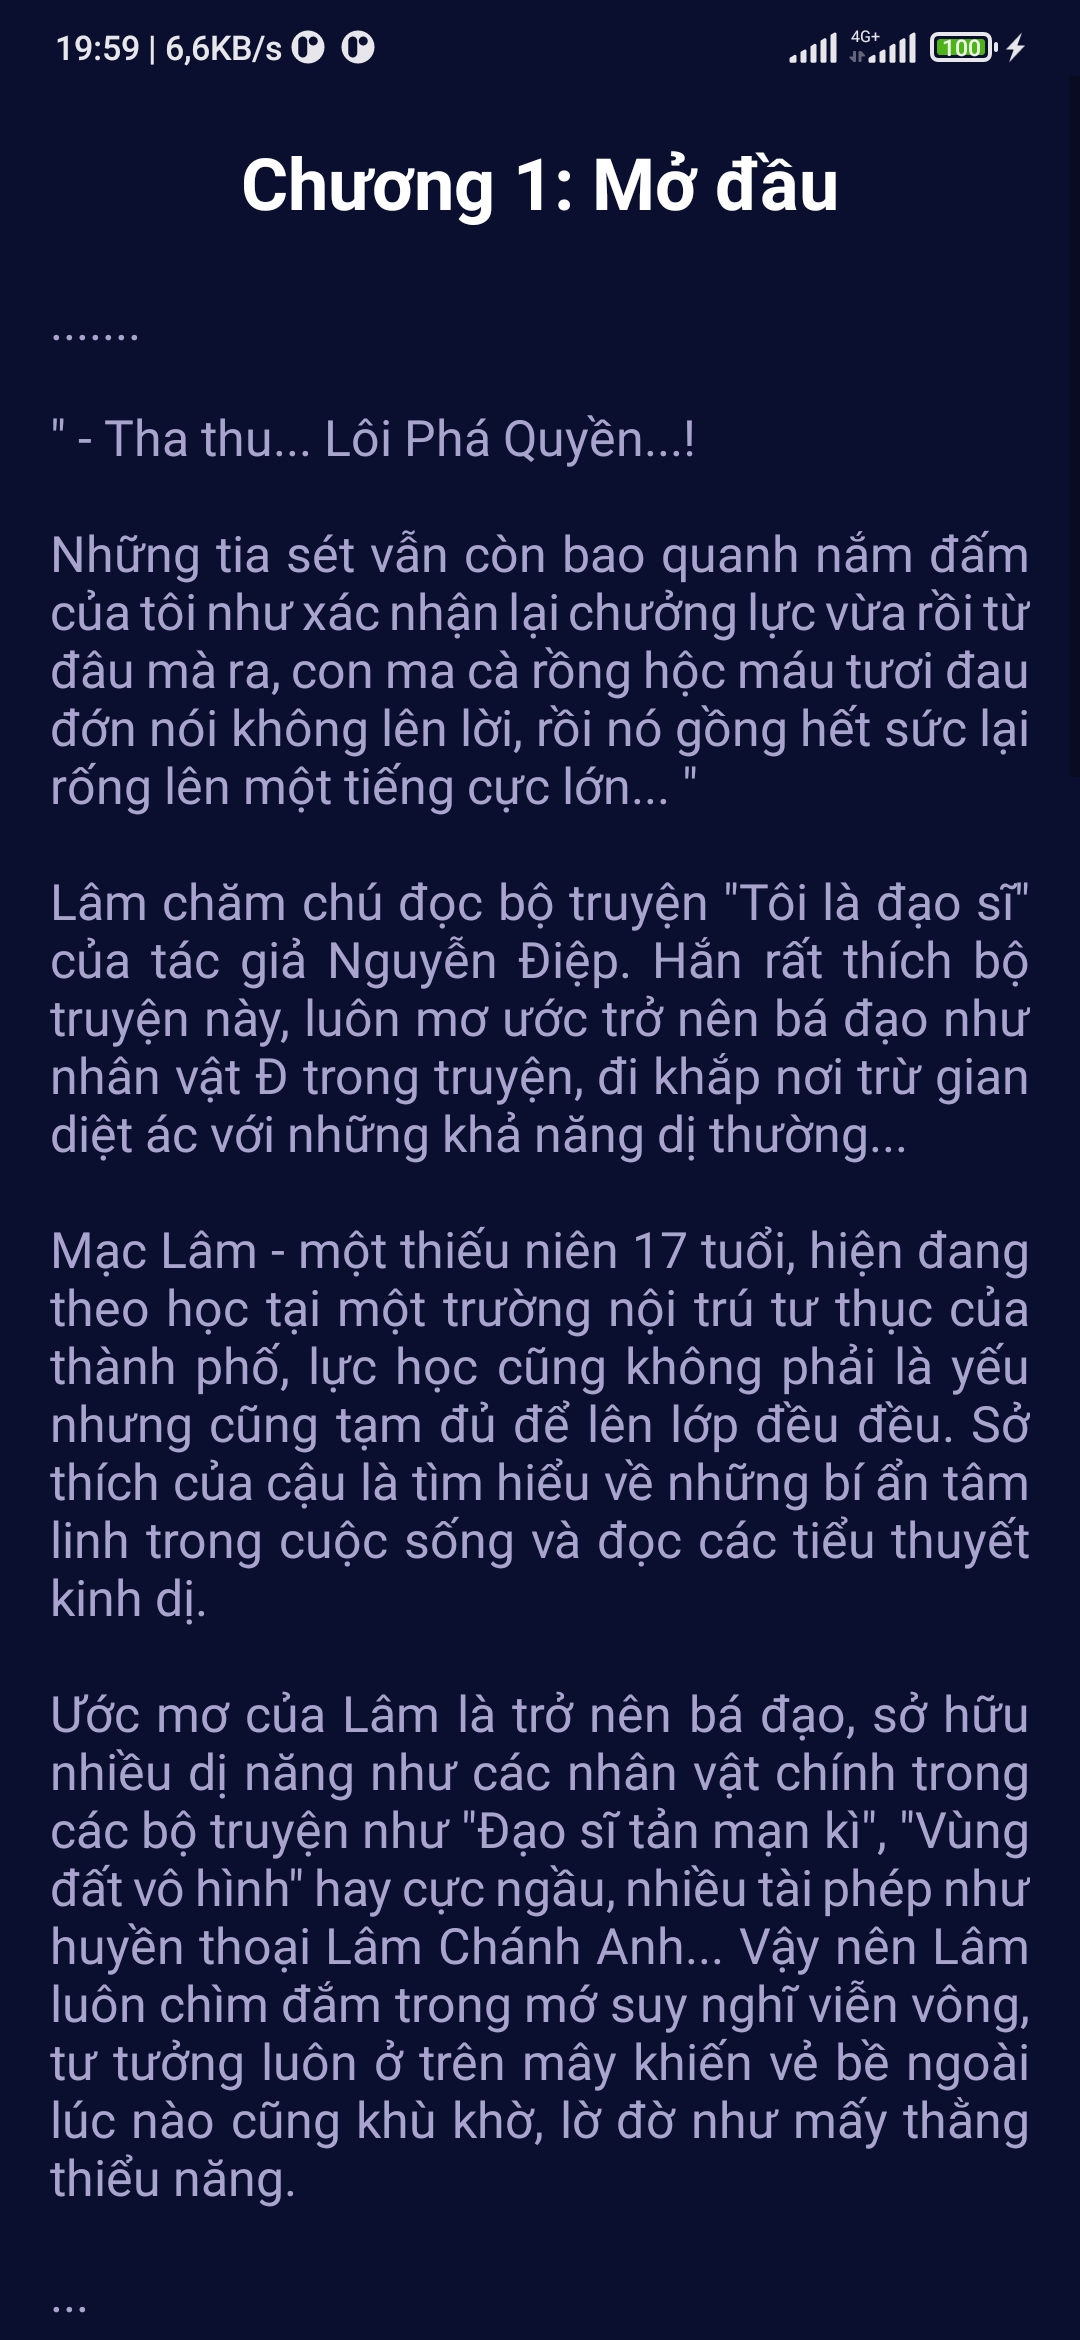 19:59 | 6,6KB/s
4G+
100
Chương 1: Mở đầu
.......
" - Tha thu... Lôi Phá Quyền...!
Những tia sét vẫn còn bao quanh nắm đấm
của tôi như xác nhận lại chưởng lực vừa rồi từ
đâu mà ra, con ma cà rồng hộc máu tươi đau
đớn nói không lên lời, rồi nó gồng hết sức lại
rống lên một tiếng cực lớn... "
Lâm chăm chú đọc bộ truyện "Tôi là đạo sĩ"
của tác giả Nguyễn Điệp. Hắn rất thích bộ
truyện này, luôn mơ ước trở nên bá đạo như
nhân vật Đ trong truyện, đi khắp nơi trừ gian
diệt ác với những khả năng dị thường...
Mạc Lâm - một thiếu niên 17 tuổi, hiện đang
theo học tại một trường nội trú tư thục của
thành phố, lực học cũng không phải là yếu
nhưng cũng tạm đủ để lên lớp đều đều. Sở
thích của cậu là tìm hiểu về những bí ẩn tâm
linh trong cuộc sống và đọc các tiểu thuyết
kinh dị.
Ước mơ của Lâm là trở nên bá đạo, sở hữu
nhiều dị năng như các nhân vật chính trong
các bộ truyện như "Đạo sĩ tản mạn kì", "Vùng
đất vô hình" hay cực ngầu, nhiều tài phép như
huyền thoại Lâm Chánh Anh... Vậy nên Lâm
luôn chìm đắm trong mớ suy nghĩ viễn vông,
tư tưởng luôn ở trên mây khiến vẻ bề ngoài
lúc nào cũng khù khờ, lờ đờ như mấy thằng
thiểu năng.
...